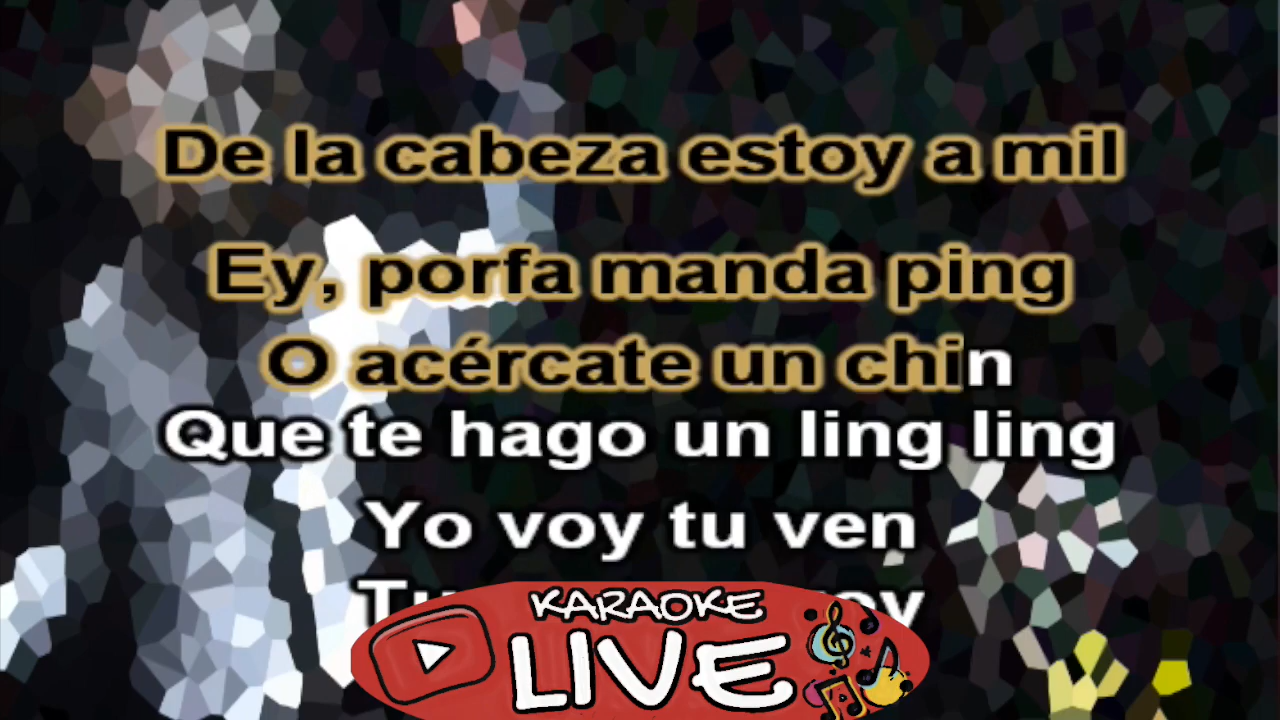 De la cabeza estoy a mil
Ey, porfa manda ping
O acércate un chin
Que te hago un ling ling
Yo voy tu ven
KARAOKE
LIVE